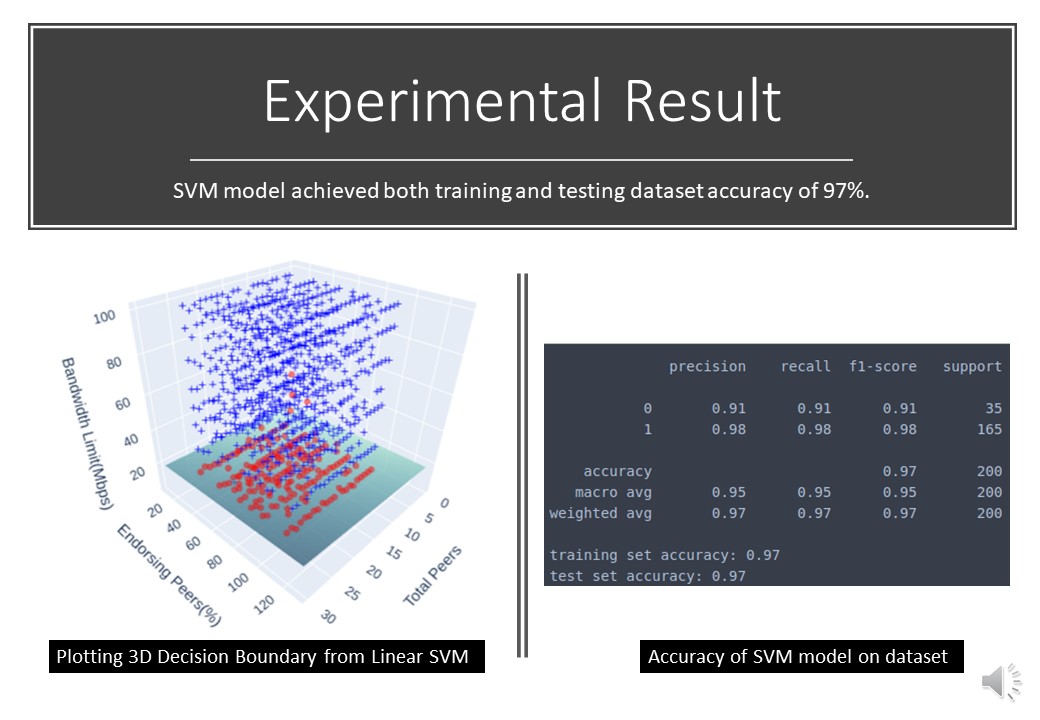 Experimental Result
SVM model achieved both training and testing dataset accuracy of 97%.
100
80
60
40
20
Bandwidth Limit(Mbps)
20
40
60
80
100
120
Endorsing Peers(%)
0
5
10
15
20
25
30
Total Peers
Plotting 3D Decision Boundary from Linear SVM
precision recall f1-score support
0 0.91 0.91 0.91 35
1 0.98 0.98 0.98 165
accuracy 0.97 200
macro avg 0.95 0.95 0.95 200
weighted avg 0.97 0.97 0.97 200
training set accuracy: 0.97
test set accuracy: 0.97
Accuracy of SVM model on dataset